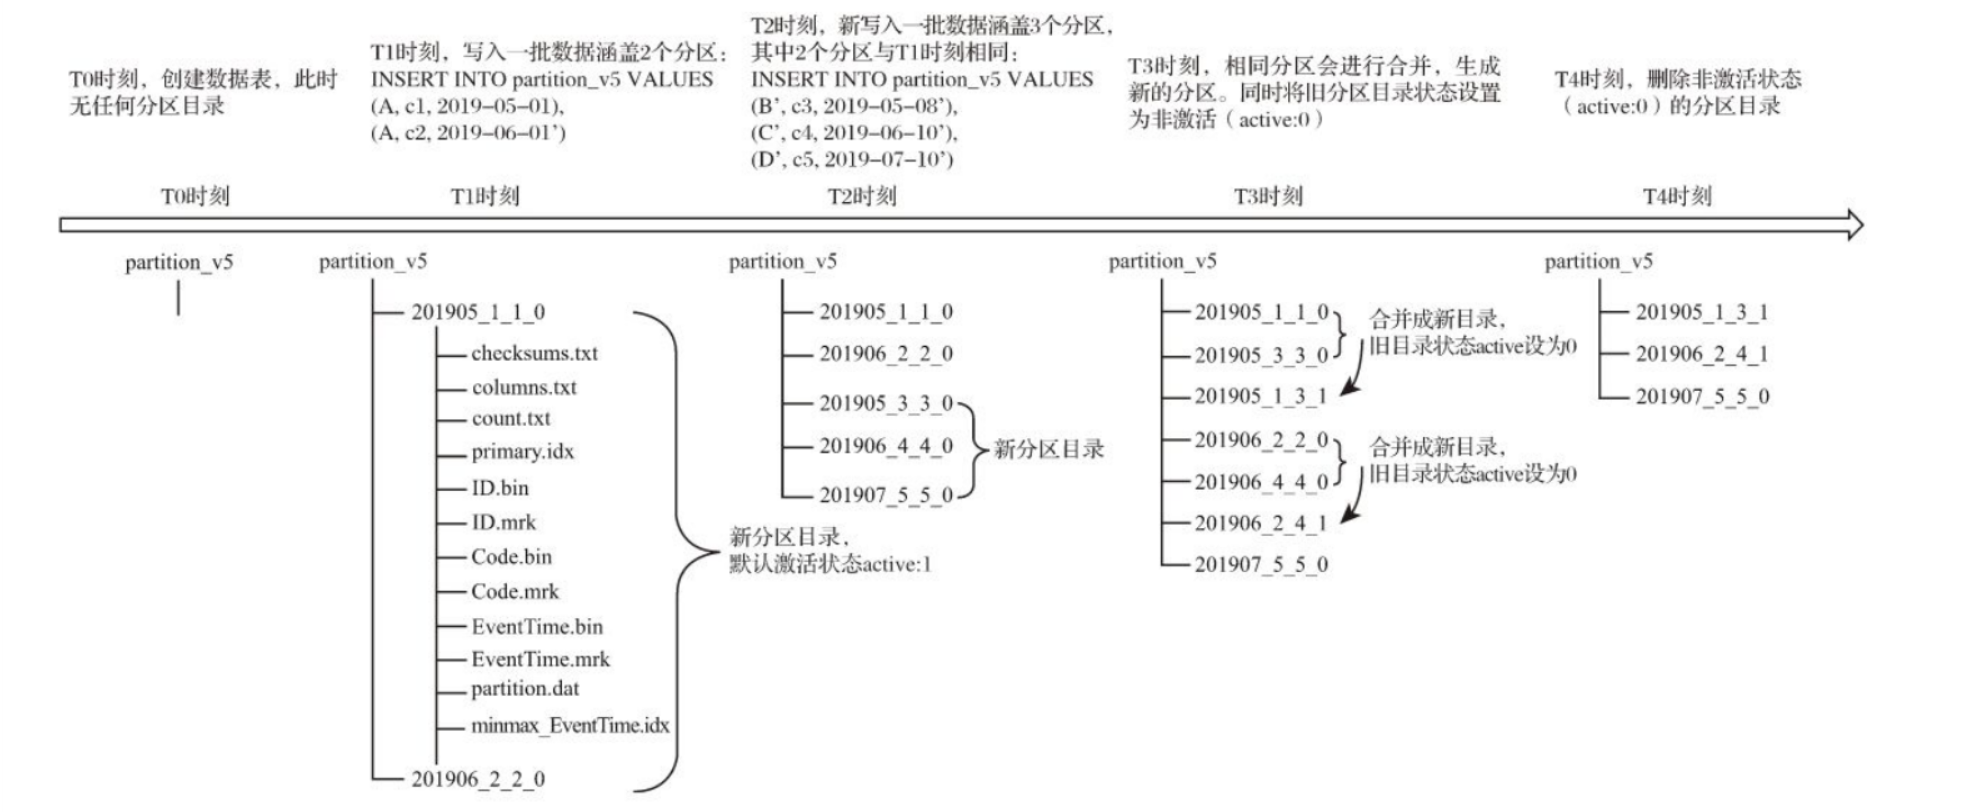 T0时刻，创建数据表，此时
无任何分区目录
T1时刻，写入一批数据涵盖2个分区：
INSERT INTO partition_v5 VALUES
(A, c1, 2019–05–01),
(A, c2, 2019–06–01’)
T2时刻，新写入一批数据涵盖3个分区，
其中2个分区与T1时刻相同：
INSERT INTO partition_v5 VALUES
(B’, c3, 2019–05–08’),
(C’, c4, 2019–06–10’),
(D’, c5, 2019–07–10’)
T3时刻，相同分区会进行合并，生成
新的分区。同时将旧分区目录状态设置
为非激活（active:0）
T4时刻，删除非激活状态
（active:0）的分区目录
T0时刻
T1时刻
T2时刻
T3时刻
T4时刻
partition_v5
partition_v5
201905_1_1_0
checksums.txt
columns.txt
count.txt
primary.idx
ID.bin
ID.mrk
Code.bin
Code.mrk
EventTime.bin
EventTime.mrk
partition.dat
minmax_EventTime.idx
201906_2_2_0
新分区目录，
默认激活状态active:1
partition_v5
201905_1_1_0
201906_2_2_0
201905_3_3_0
201906_4_4_0
201907_5_5_0
新分区目录
partition_v5
201905_1_1_0
201905_3_3_0
201905_1_3_1
合并成新目录，
旧目录状态active设为0
201906_2_2_0
201906_4_4_0
201906_2_4_1
合并成新目录，
旧目录状态active设为0
201907_5_5_0
partition_v5
201905_1_3_1
201906_2_4_1
201907_5_5_0